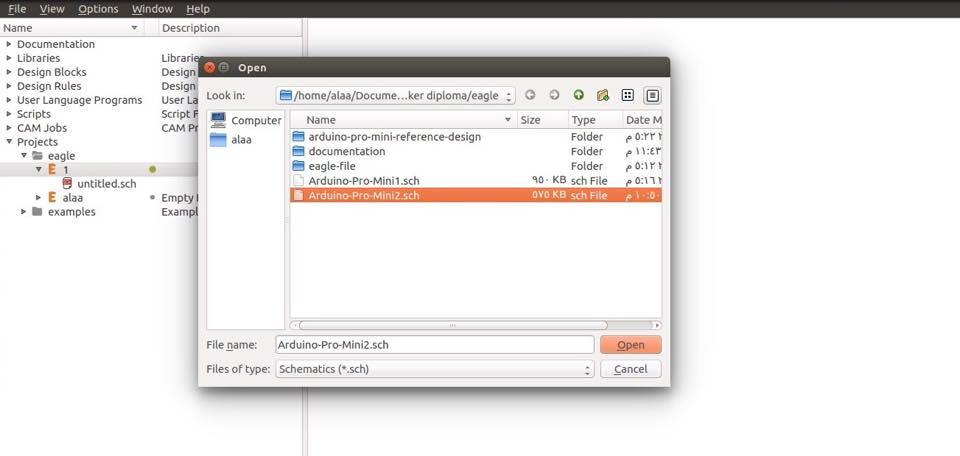 File View Options Window Help
Name Description
Documentation
Libraries Librarie
Design Blocks Design
Design Rules Design
User Language Programs User La
Scripts Script F
CAM Jobs CAM Pr
Projects
eagle
1
untitled.sch
alaa Empty
examples Exampl
Open
Look in: /home/alaa/Docume...ker diploma/eagle
Computer
alaa
Name Size Type Date M
arduino-pro-mini-reference-design Folder م ٥:٢٢
documentation Folder م ١١:٤٣
eagle-file Folder م ٥:١٢
Arduino-Pro-Mini1.sch ٩٥٠ KB sch File م ٥:١٦
Arduino-Pro-Mini2.sch ٥٧٥ KB sch File م ١٠:٥٠
File name: Arduino-Pro-Mini2.sch Open
Files of type: Schematics (*.sch) Cancel